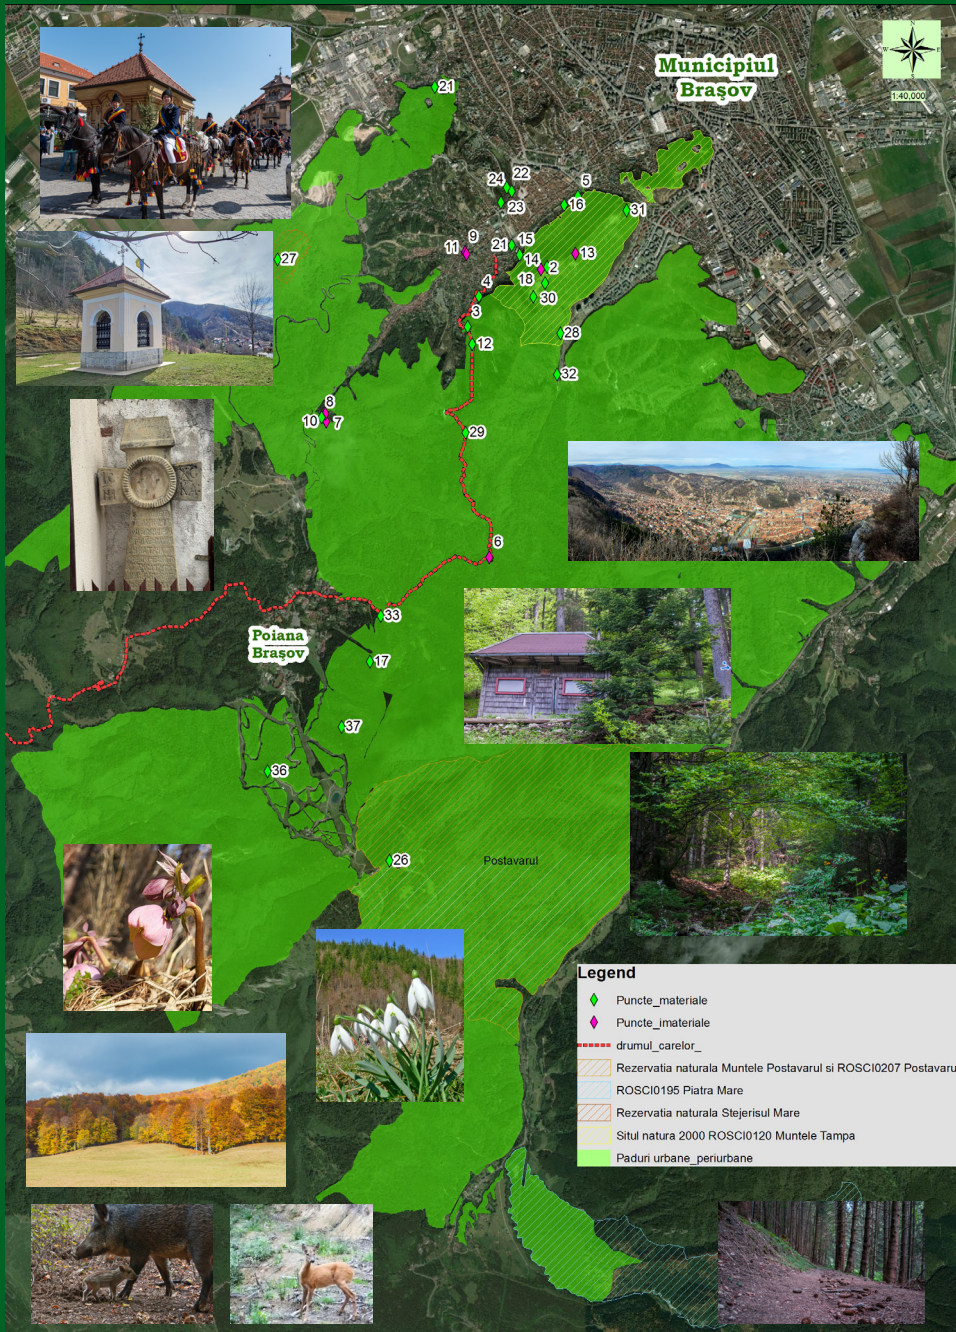 Municipiul
Braşov
N
W
E
S
1:40,000
21
24
22
23
5
16
31
9
11
21
15
14
13
2
18
30
4
3
12
28
32
27
8
10
7
29
6
33
Poiana
Braşov
17
37
36
26
Postavarul
Legend
Puncte_materiale
Puncte_imateriale
drumul_carelor_
Rezervatia naturala Muntele Postavarul si ROSCI0207 Postavaru
ROSCI0195 Piatra Mare
Rezervatia naturala Stejerisul Mare
Situl natura 2000 ROSCI0120 Muntele Tampa
Paduri urbane_periurbane